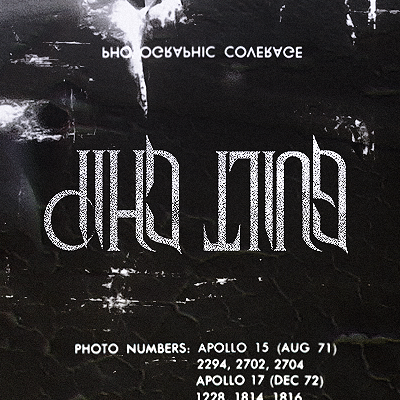 PHOTOGRAPHIC COVERAGE
GUILT CHIP
PHOTO NUMBERS: APOLLO 15 (AUG 71)
2294, 2702, 2704
APOLLO 17 (DEC 72)
1228, 1814, 1816